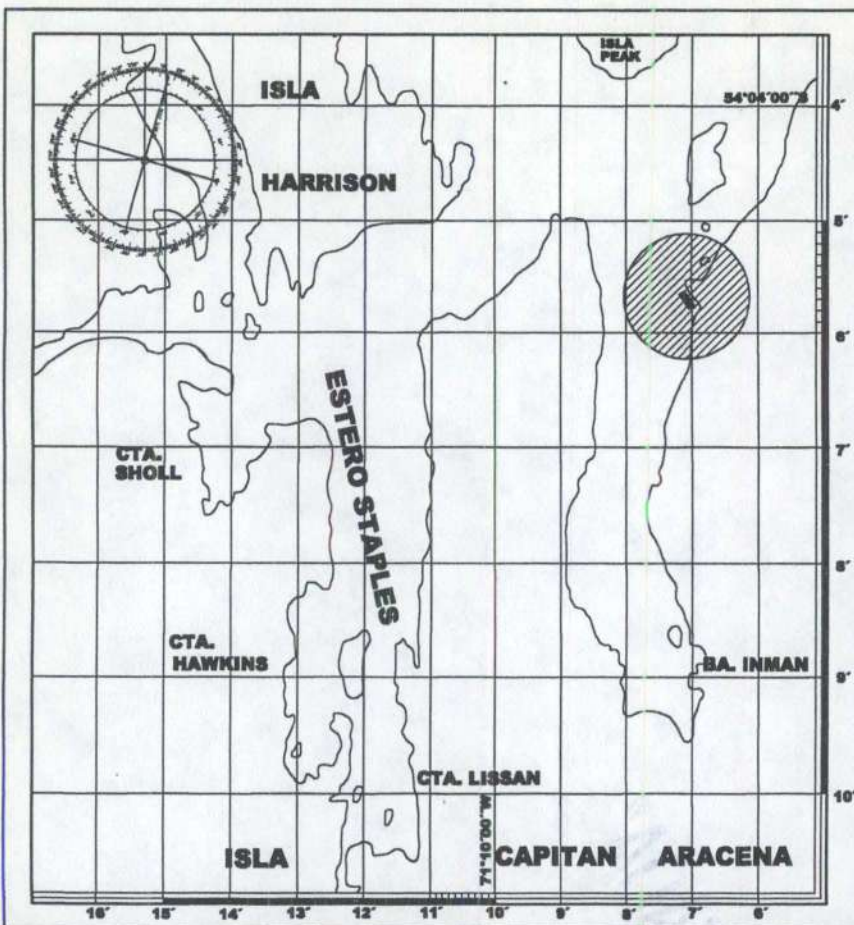 ISLA
PEAK
ISLA
54°04'00''S
4'
HARRISON
5'
6'
ESTERO STAPLES
7'
CTA.
SHOLL
8'
CTA.
HAWKINS
BA. INMAN
9'
CTA. LISSAN
10'
71°10'00''W
ISLA CAPITAN ARACENA
16' 15' 14' 13' 12' 11' 10' 9' 8' 7' 6'